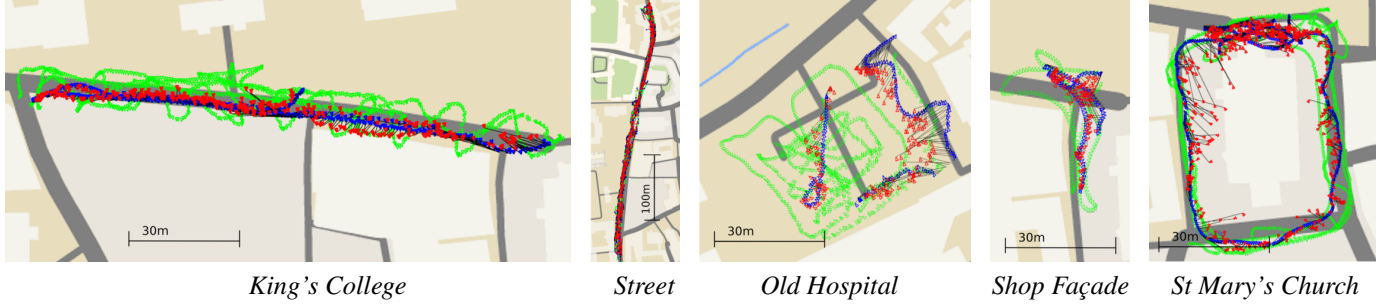 30m
100m
30m
30m
30m
King's College
Street
Old Hospital
Shop Façade
St Mary's Church